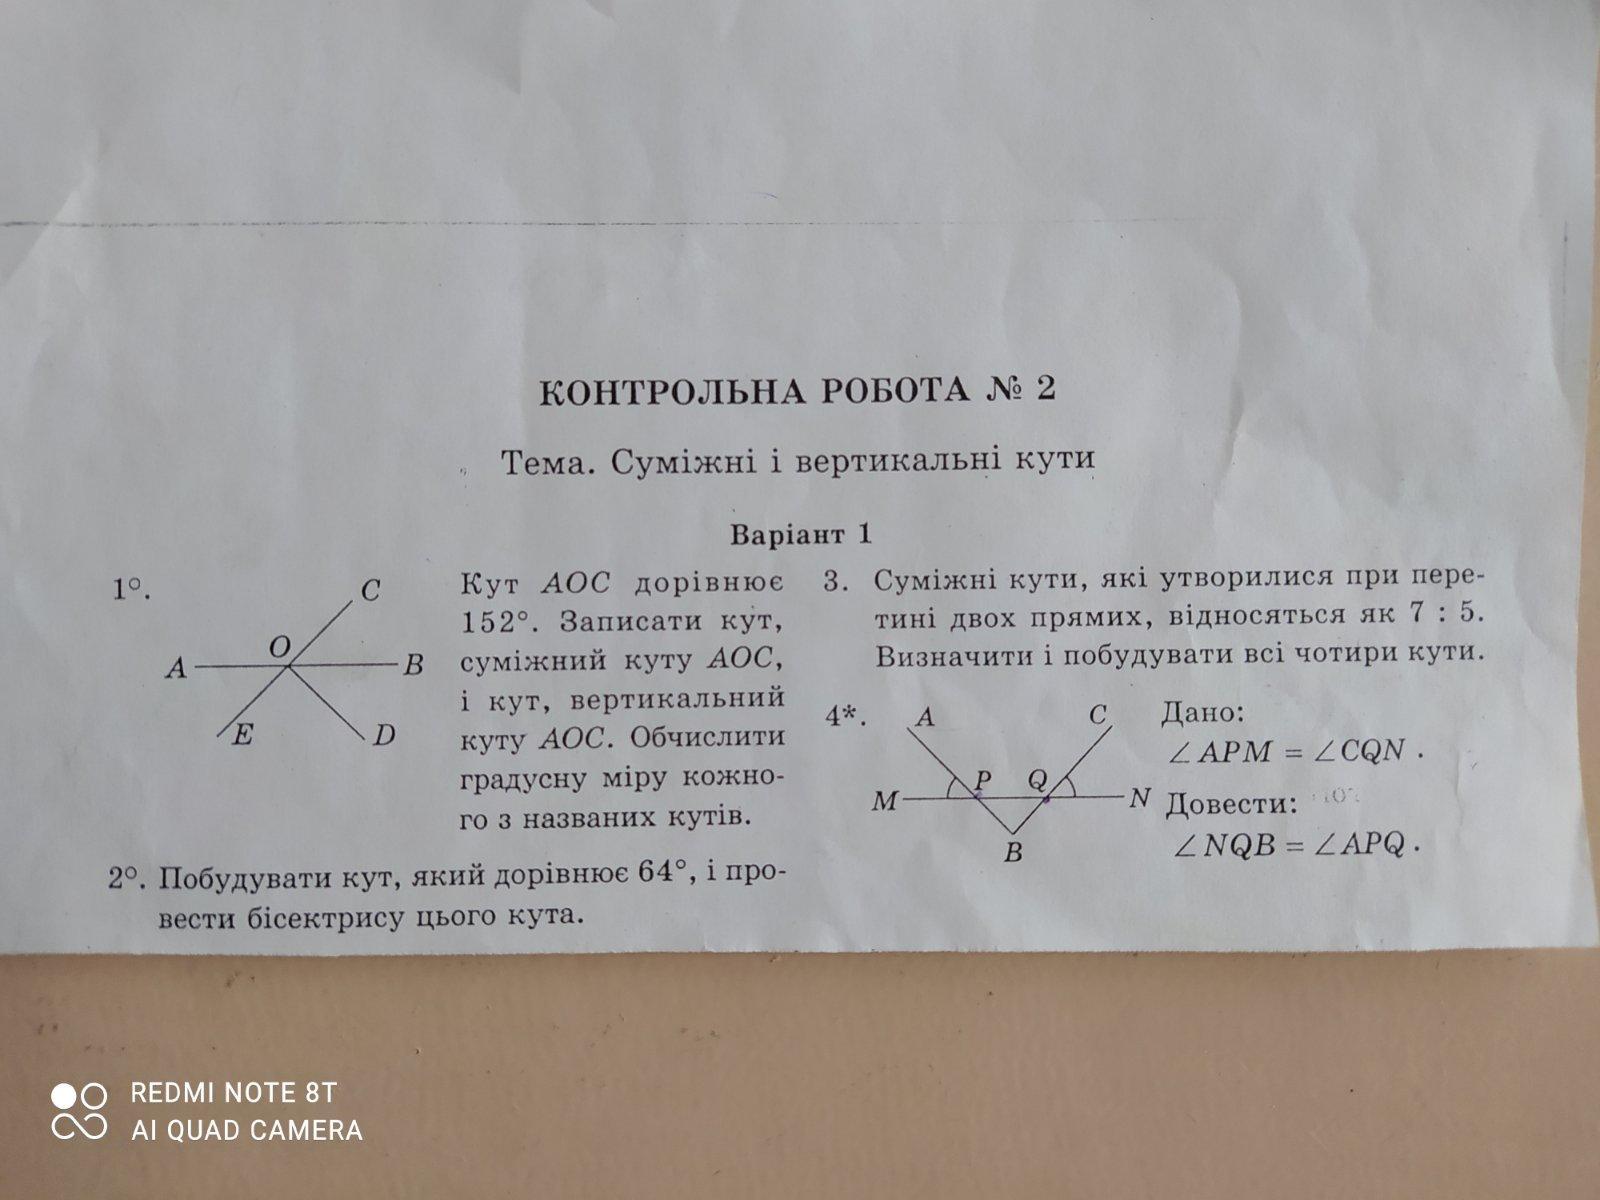 КОНТРОЛЬНА РОБОТА № 2
Тема. Суміжні і вертикальні кути
Варіант 1
1°.
A
O
C
B
E
D
Кут AOC дорівнює
152°. Записати кут,
суміжний куту AOC,
і кут, вертикальний
куту AOC. Обчислити
градусну міру кожно-
го з названих кутів.
2°. Побудувати кут, який дорівнює 64°, і про-
вести бісектрису цього кута.
3. Суміжні кути, які утворилися при пере-
тині двох прямих, відносяться як 7 : 5.
Визначити і побудувати всі чотири кути.
4*.
A
C
M
P
Q
N
B
Дано:
∠APM = ∠CQN .
Довести:
∠NQB = ∠APQ .
REDMI NOTE 8T
AI QUAD CAMERA